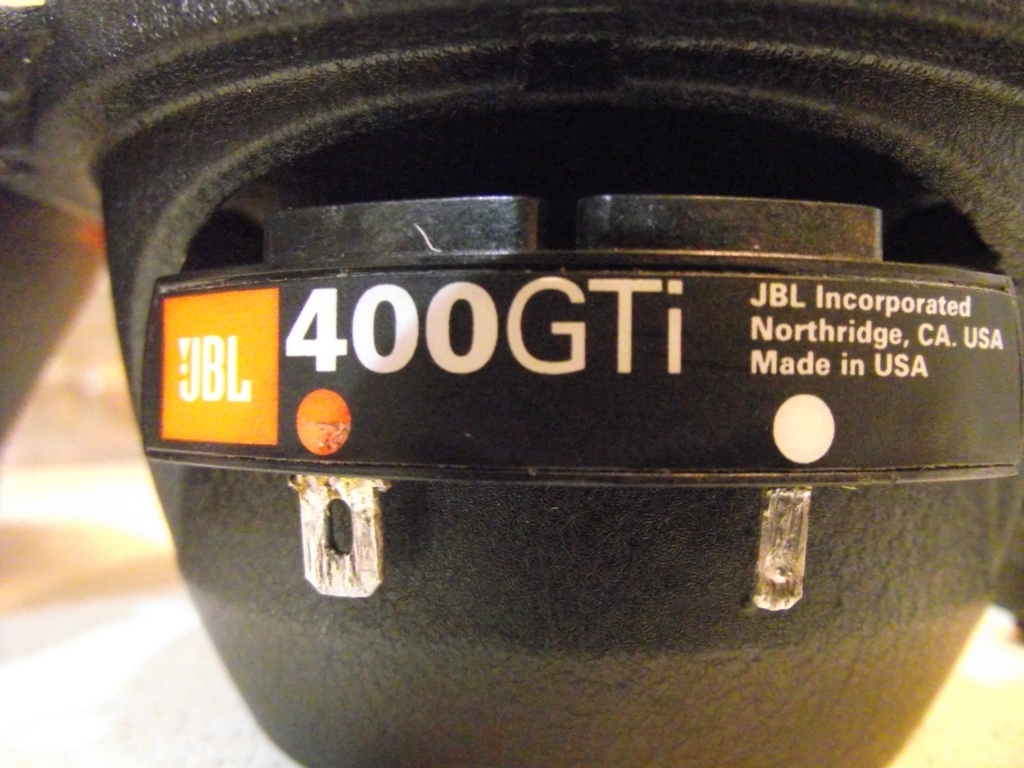 JBL
400GTi
JBL Incorporated
Northridge, CA. USA
Made in USA